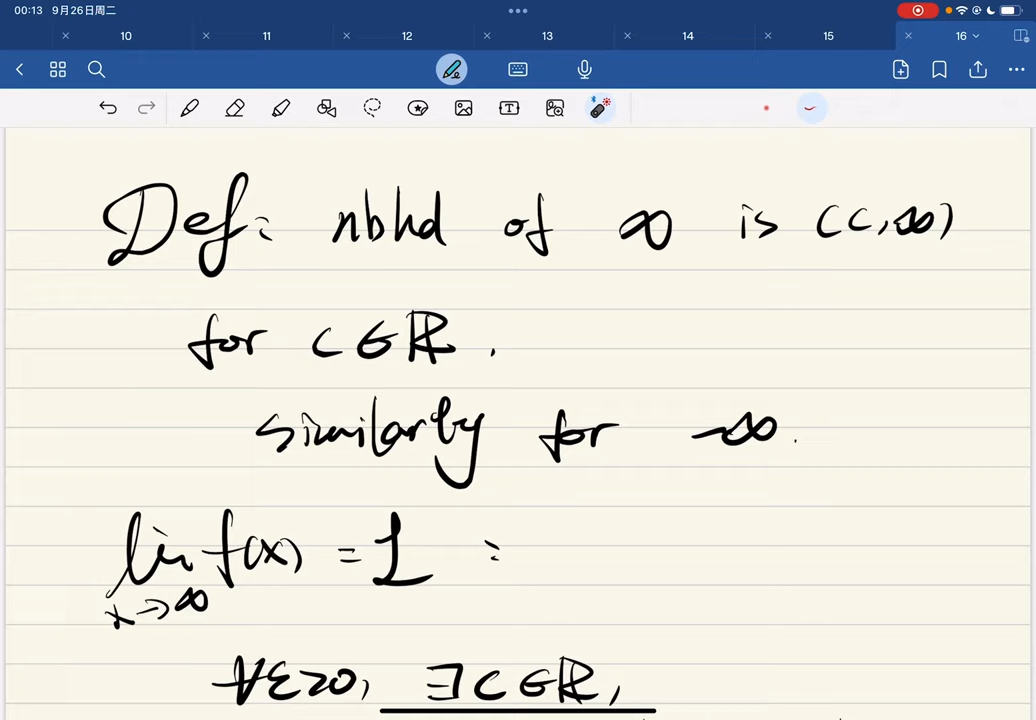 00:13 9月26日周二
10 11 12 13 14 15 16
Def: nbhd of ∞ is (c,∞)
for c∈ℝ.
similarly for -∞.
lim f(x) = L :
x→∞
∀ε>0, ∃c∈ℝ,